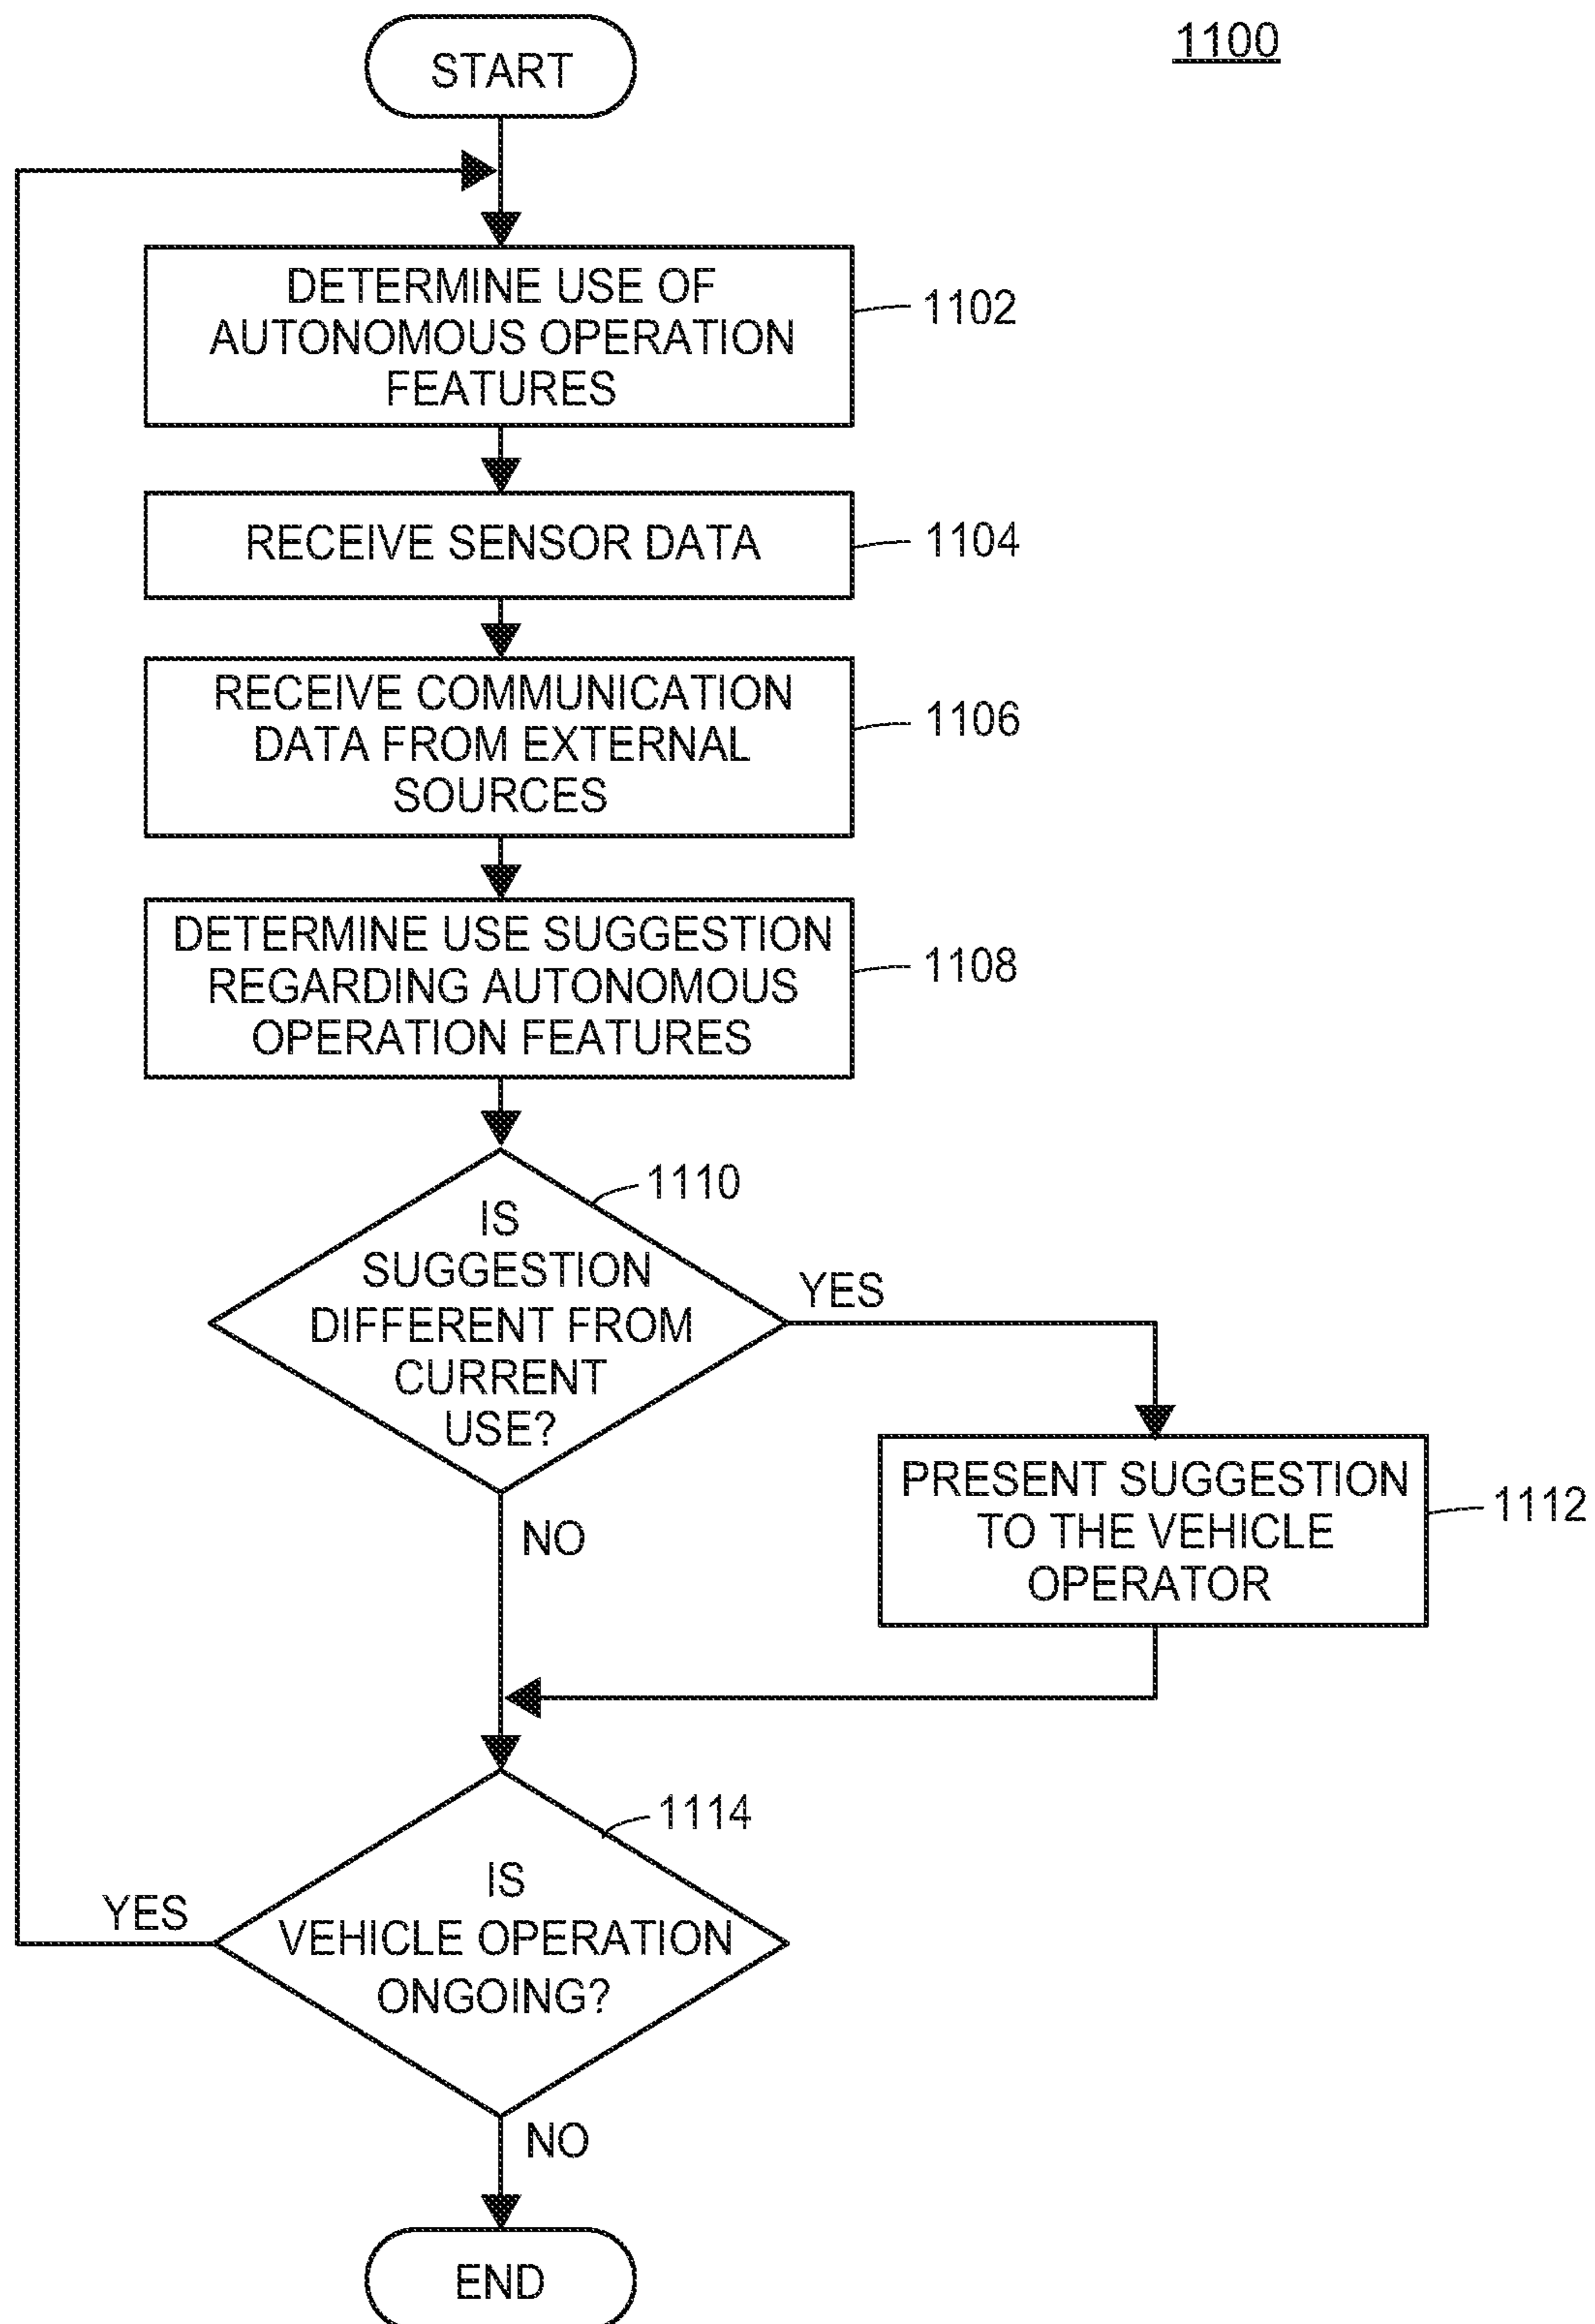 1100
START
DETERMINE USE OF
AUTONOMOUS OPERATION
FEATURES
1102
RECEIVE SENSOR DATA
1104
RECEIVE COMMUNICATION
DATA FROM EXTERNAL
SOURCES
1106
DETERMINE USE SUGGESTION
REGARDING AUTONOMOUS
OPERATION FEATURES
1108
1110
IS
SUGGESTION
DIFFERENT FROM
CURRENT
USE?
YES
NO
PRESENT SUGGESTION
TO THE VEHICLE
OPERATOR
1112
1114
IS
VEHICLE OPERATION
ONGOING?
YES
NO
END